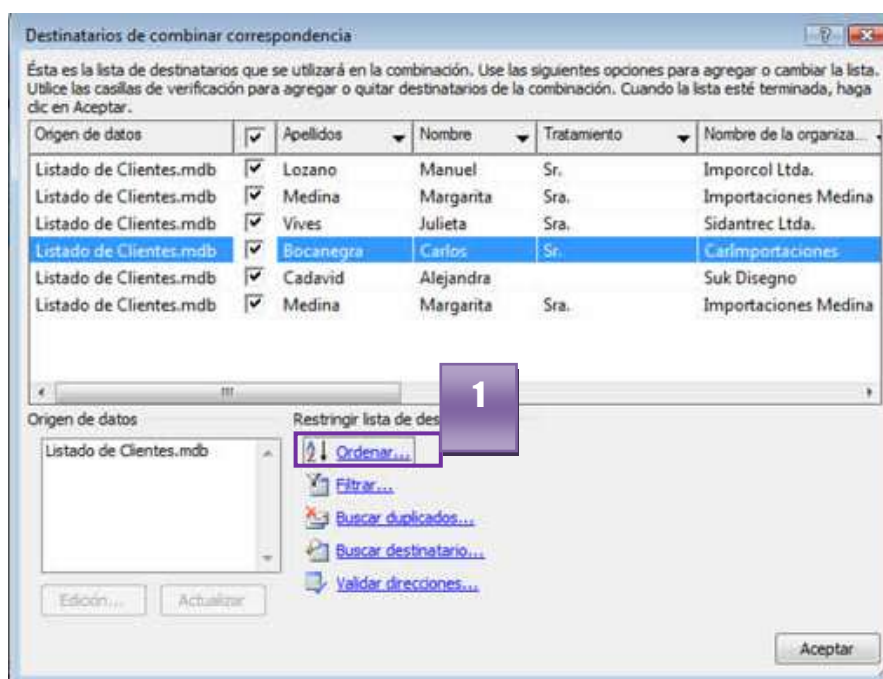 Destinatarios de combinar correspondencia
Ésta es la lista de destinatarios que se utilizará en la combinación. Use las siguientes opciones para agregar o cambiar la lista.
Utilice las casillas de verificación para agregar o quitar destinatarios de la combinación. Cuando la lista esté terminada, haga
clic en Aceptar.
Origen de datos Apellidos Nombre Tratamiento Nombre de la organiza...
Listado de Clientes.mdb Lozano Manuel Sr. Imporcol Ltda.
Listado de Clientes.mdb Medina Margarita Sra. Importaciones Medina
Listado de Clientes.mdb Vives Julieta Sra. Sidantrec Ltda.
Listado de Clientes.mdb Bocanegra Carlos Sr. CarImportaciones
Listado de Clientes.mdb Cadavid Alejandra Suk Disegno
Listado de Clientes.mdb Medina Margarita Sra. Importaciones Medina
1
Origen de datos Restringir lista de des
Listado de Clientes.mdb
Ordenar...
Filtrar...
Buscar duplicados...
Buscar destinatario...
Validar direcciones...
Edición... Actualizar
Aceptar